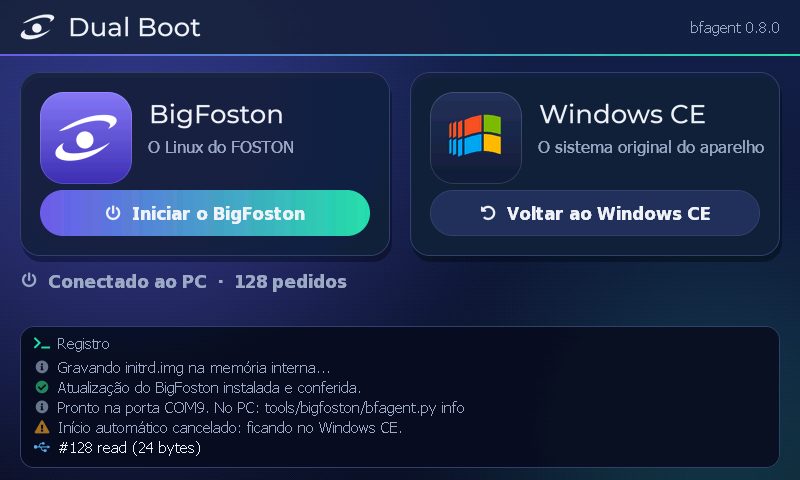 Dual Boot
bfagent 0.8.0
BigFoston
O Linux do FOSTON
Iniciar o BigFoston
Windows CE
O sistema original do aparelho
Voltar ao Windows CE
Conectado ao PC · 128 pedidos
Registro
Gravando initrd.img na memória interna...
Atualização do BigFoston instalada e conferida.
Pronto na porta COM9. No PC: tools/bigfoston/bfagent.py info
Início automático cancelado: ficando no Windows CE.
#128 read (24 bytes)